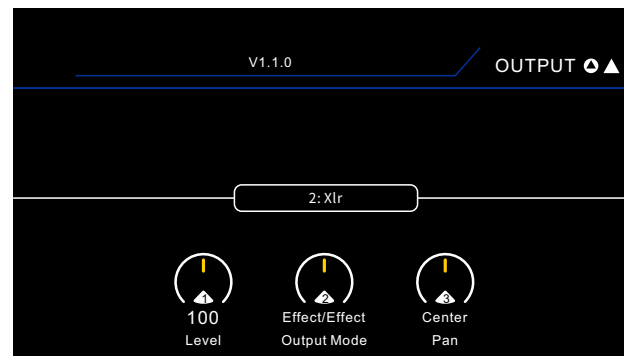 V1.1.0
OUTPUT
2: Xlr
1 2 3
100 Effect/Effect Center
Level Output Mode Pan